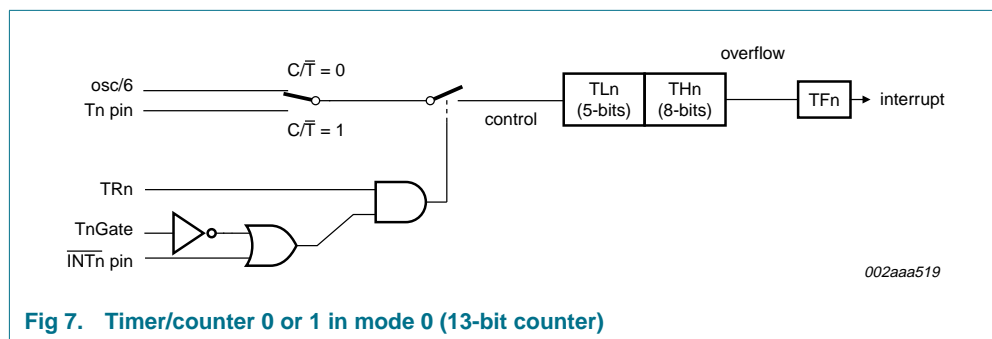 overflow
C/T̅ = 0
osc/6
Tn pin
C/T̅ = 1
control
TLn
(5-bits)
THn
(8-bits)
TFn
interrupt
TRn
TnGate
I̅N̅T̅n̅ pin
002aaa519
Fig 7. Timer/counter 0 or 1 in mode 0 (13-bit counter)